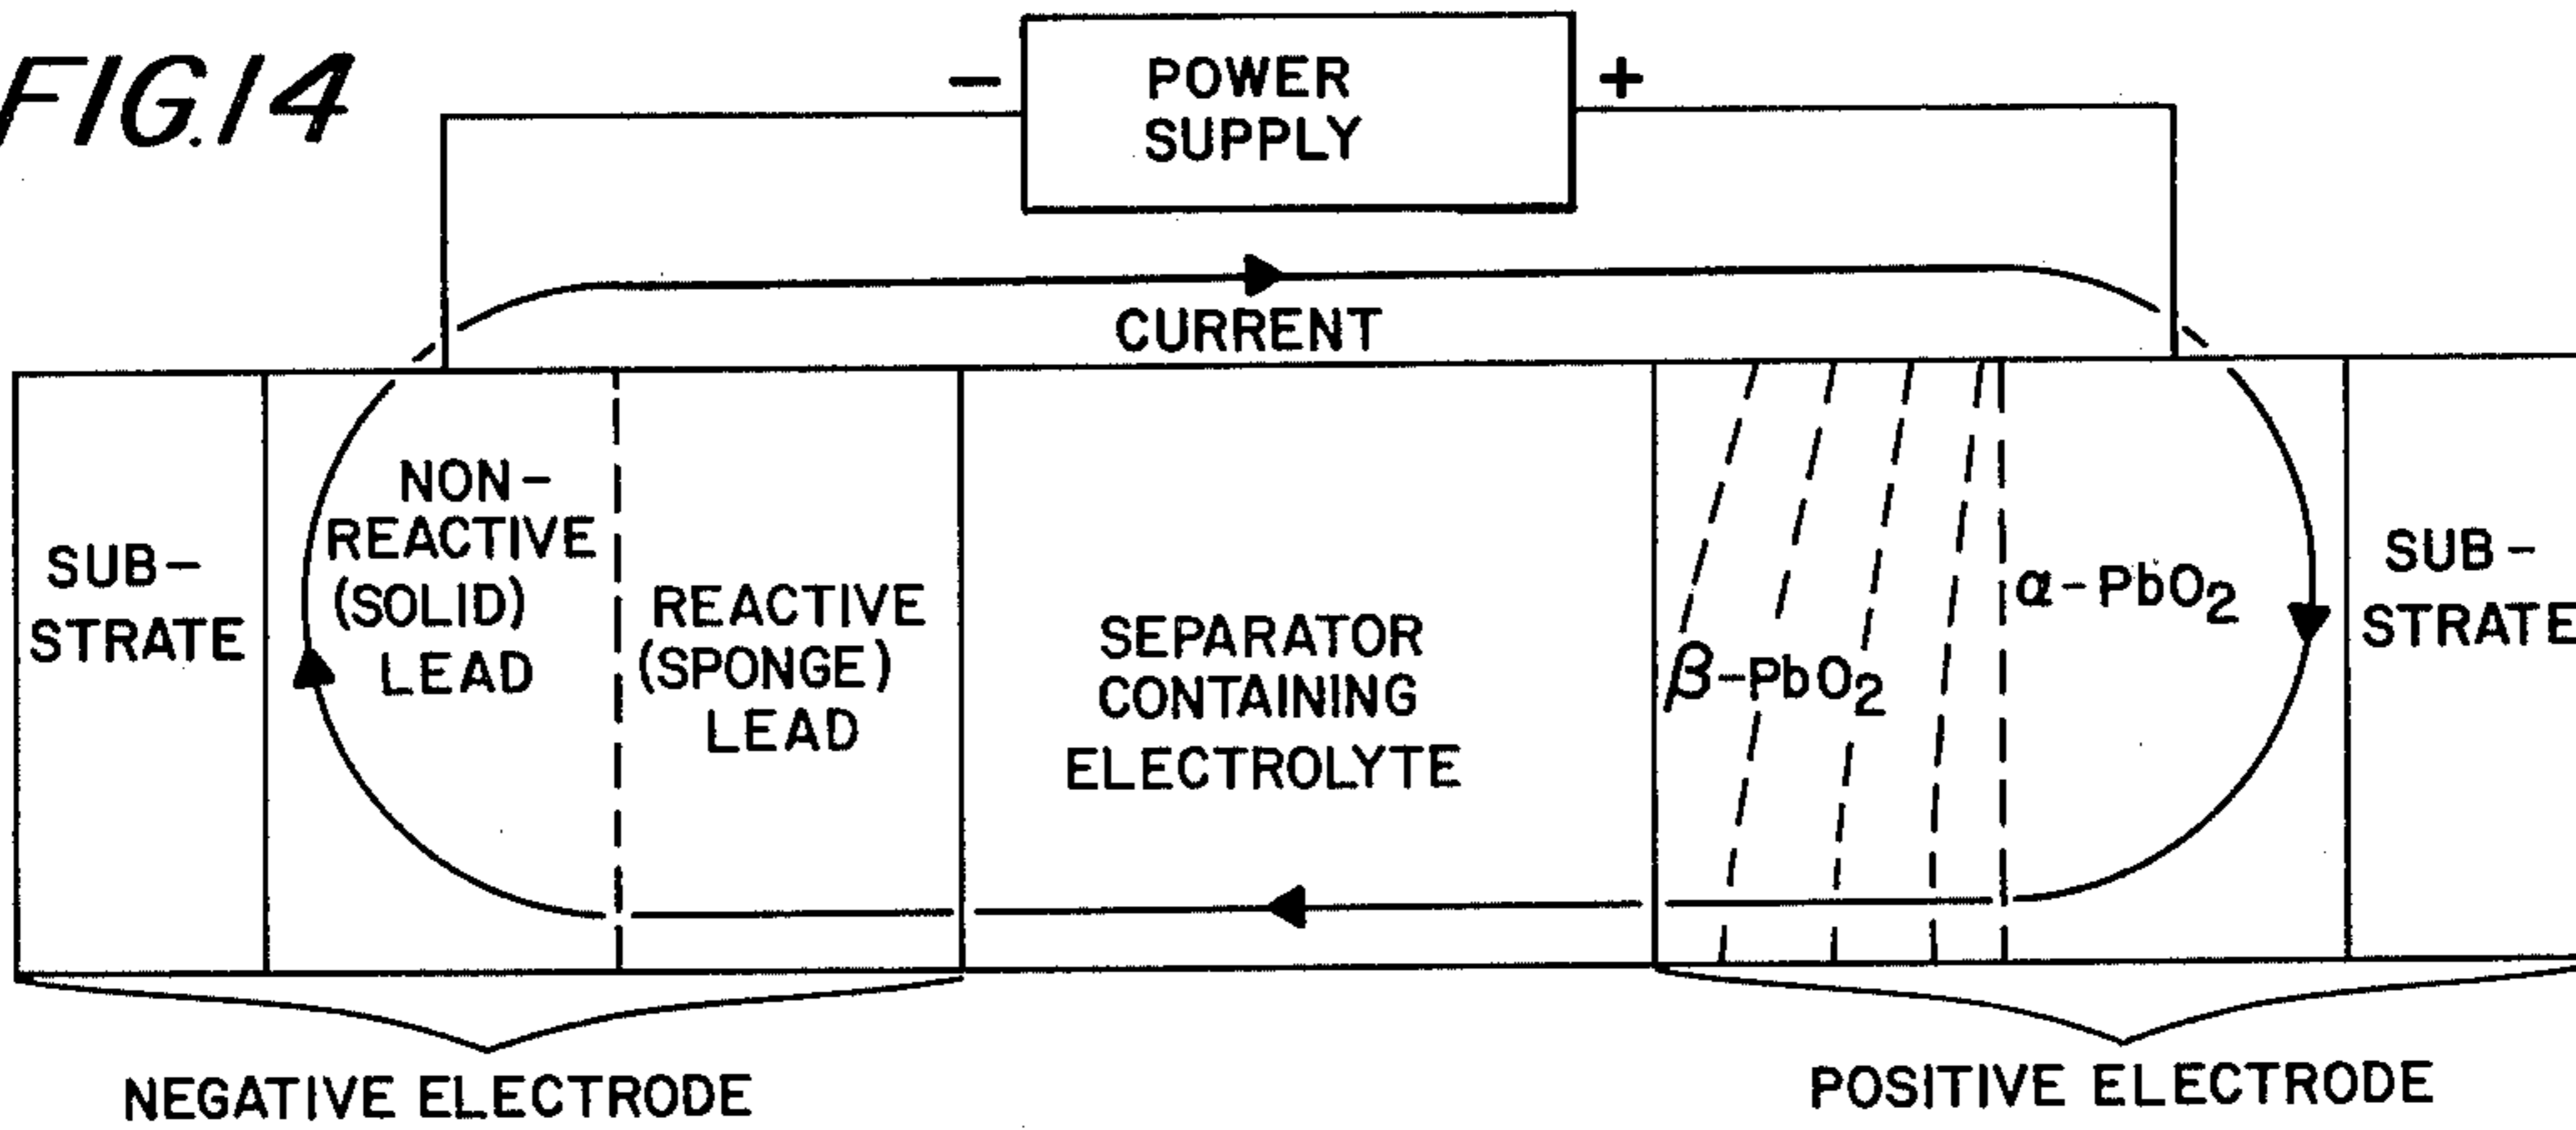 FIG.14
− POWER +
SUPPLY
CURRENT
NON-
REACTIVE
(SOLID)
LEAD
SUB-
STRATE
REACTIVE
(SPONGE)
LEAD
SEPARATOR
CONTAINING
ELECTROLYTE
β-PbO₂
α-PbO₂
SUB-
STRATE
NEGATIVE ELECTRODE
POSITIVE ELECTRODE